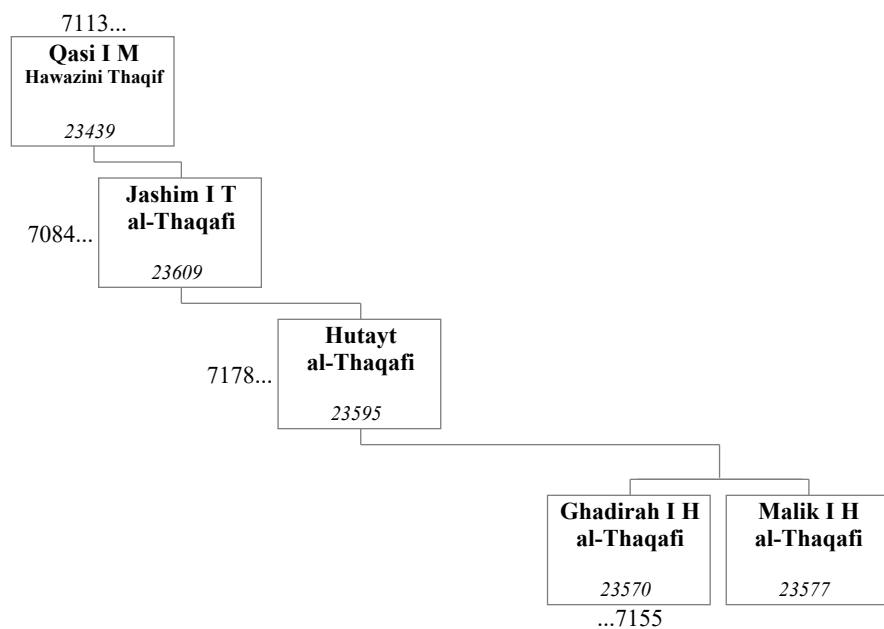 7113...
Qasi I M
Hawazini Thaqif
23439
Jashim I T
al-Thaqafi
7084...
23609
Hutayt
al-Thaqafi
7178...
23595
Ghadirah I H
al-Thaqafi
23570
...7155
Malik I H
al-Thaqafi
23577